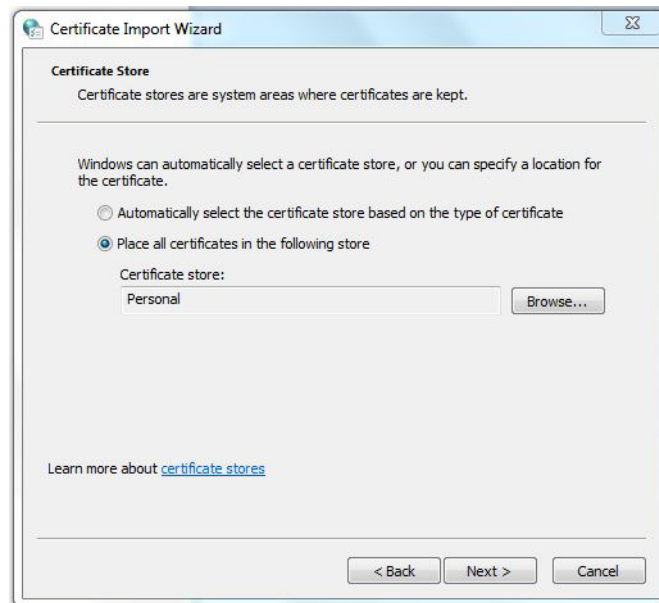 Certificate Import Wizard
Certificate Store
Certificate stores are system areas where certificates are kept.
Windows can automatically select a certificate store, or you can specify a location for
the certificate.
Automatically select the certificate store based on the type of certificate
Place all certificates in the following store
Certificate store:
Personal
Browse...
Learn more about certificate stores
< Back
Next >
Cancel